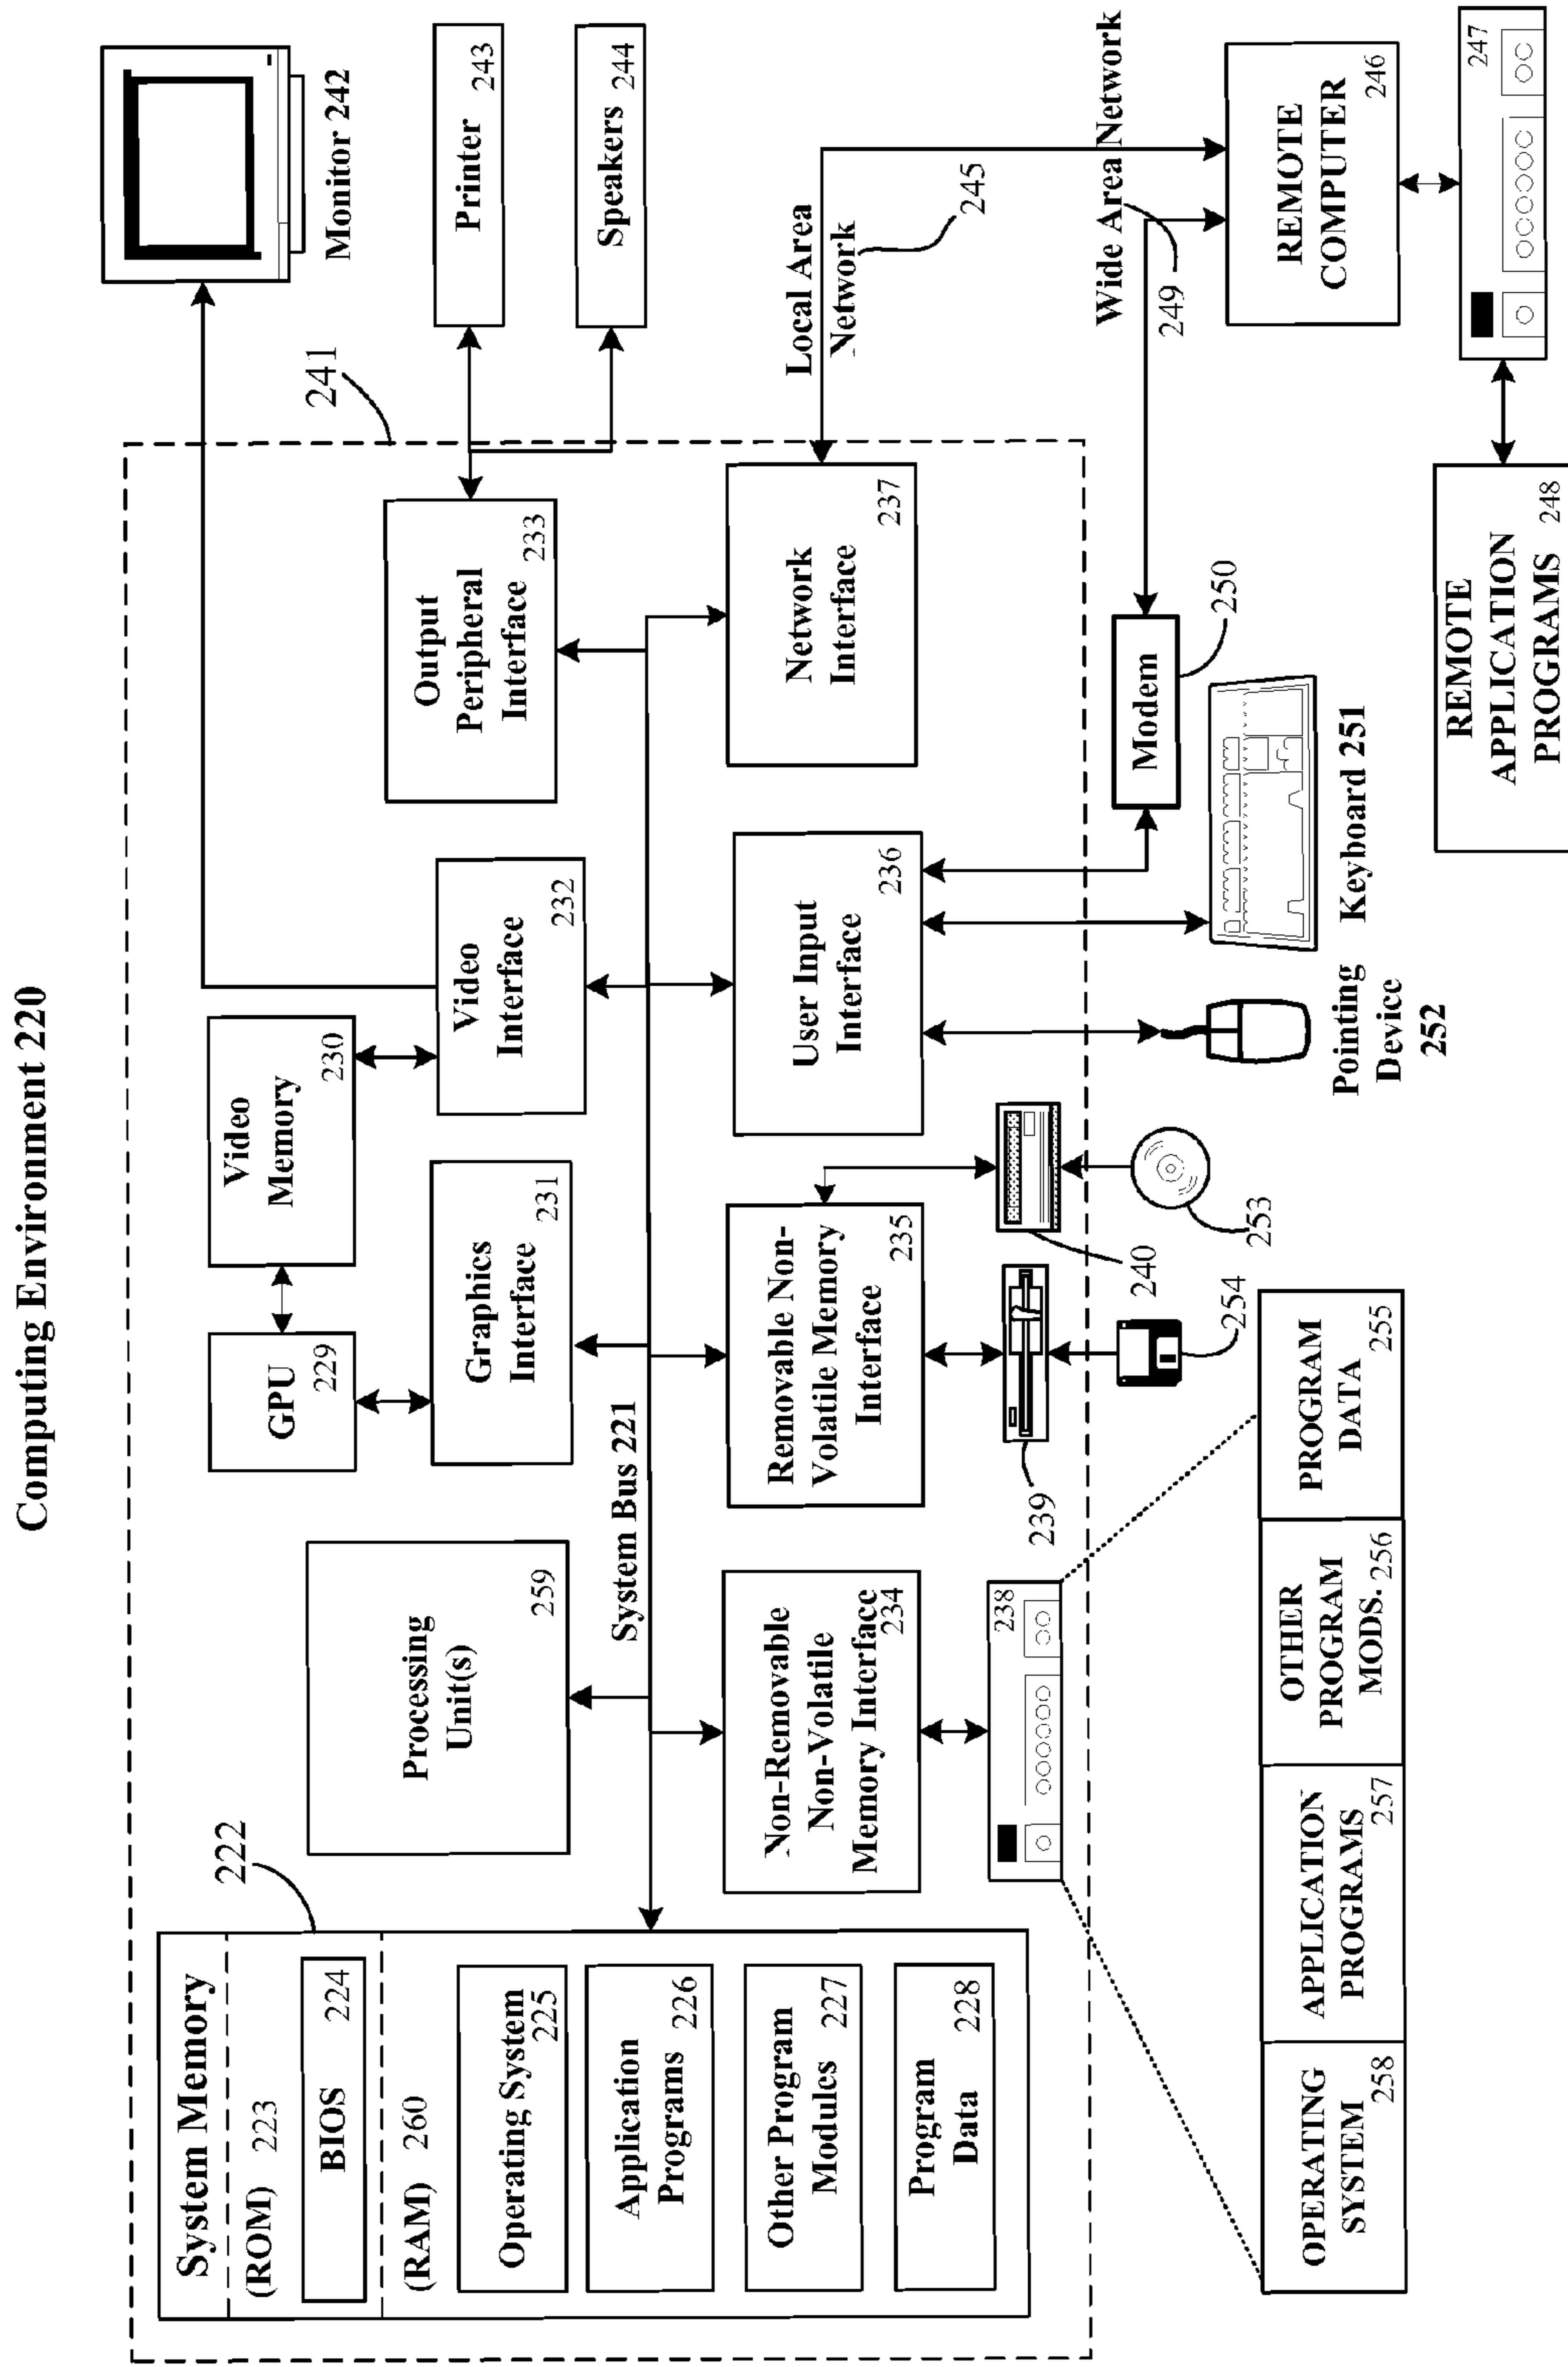 Computing Environment 220
222
System Memory
(ROM) 223
BIOS 224
(RAM) 260
Operating System
225
Application
Programs 226
Other Program
Modules 227
Program
Data 228
Processing
Unit(s)
259
System Bus 221
GPU
229
Video
Memory
230
Graphics
Interface
231
Video
Interface
232
Output
Peripheral
Interface
233
241
Monitor 242
Printer 243
Speakers 244
Non-Removable
Non-Volatile
Memory Interface
234
Removable Non-
Volatile Memory
Interface
235
User Input
Interface
236
Network
Interface
237
Local Area
Network
245
238
239
240
254
253
Pointing
Device
252
Keyboard 251
Modem
250
Wide Area Network
249
REMOTE
COMPUTER
246
247
REMOTE
APPLICATION
PROGRAMS 248
OPERATING
SYSTEM
258
APPLICATION
PROGRAMS
257
OTHER
PROGRAM
MODS. 256
PROGRAM
DATA
255